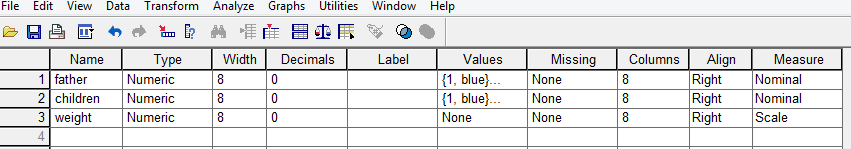 File Edit View Data Transform Analyze Graphs Utilities Window Help
Name Type Width Decimals Label Values Missing Columns Align Measure
1 father Numeric 8 0 {1, blue}... None 8 Right Nominal
2 children Numeric 8 0 {1, blue}... None 8 Right Nominal
3 weight Numeric 8 0 None None 8 Right Scale
4